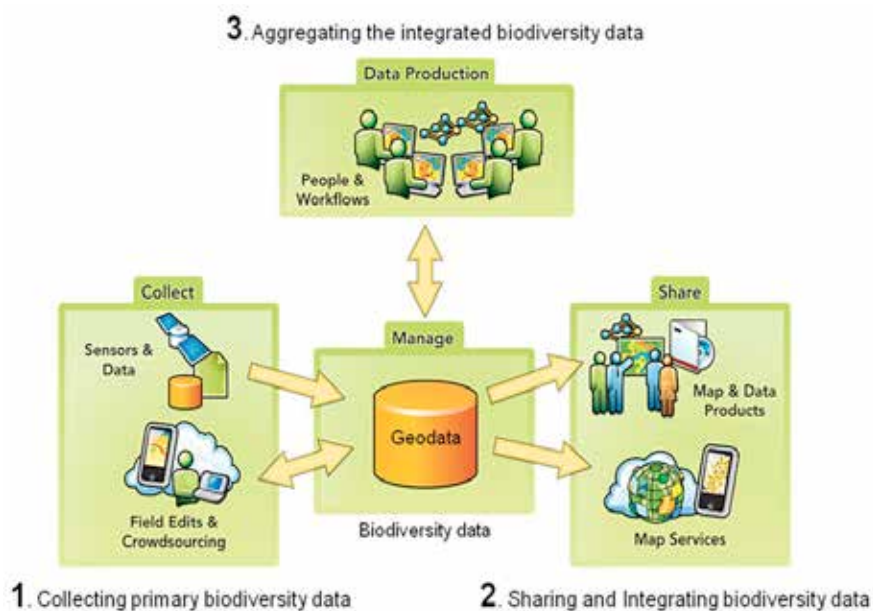 3. Aggregating the integrated biodiversity data
Data Production
People &
Workflows
Collect
Sensors &
Data
Field Edits &
Crowdsourcing
Manage
Geodata
Biodiversity data
Share
Map & Data
Products
Map Services
1. Collecting primary biodiversity data
2. Sharing and Integrating biodiversity data